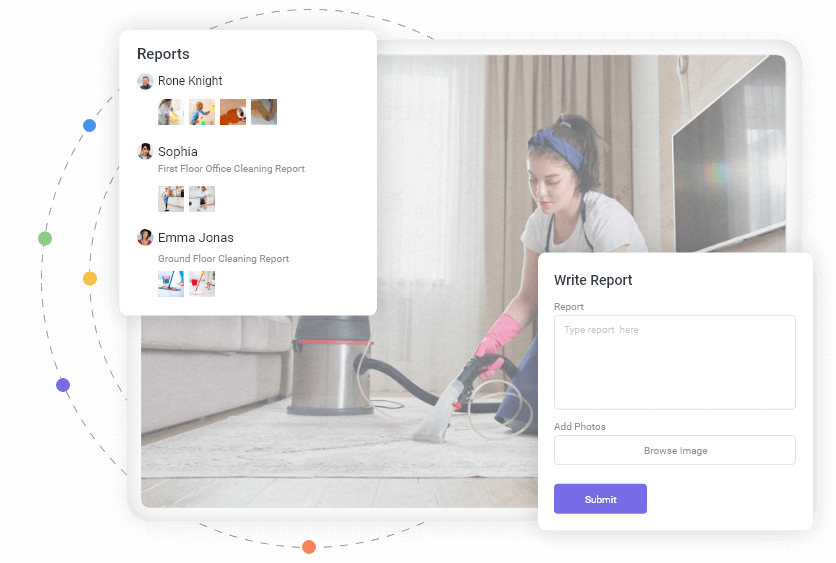 Reports
Rone Knight
Sophia
First Floor Office Cleaning Report
Emma Jonas
Ground Floor Cleaning Report
Write Report
Report
Type report here
Add Photos
Browse Image
Submit